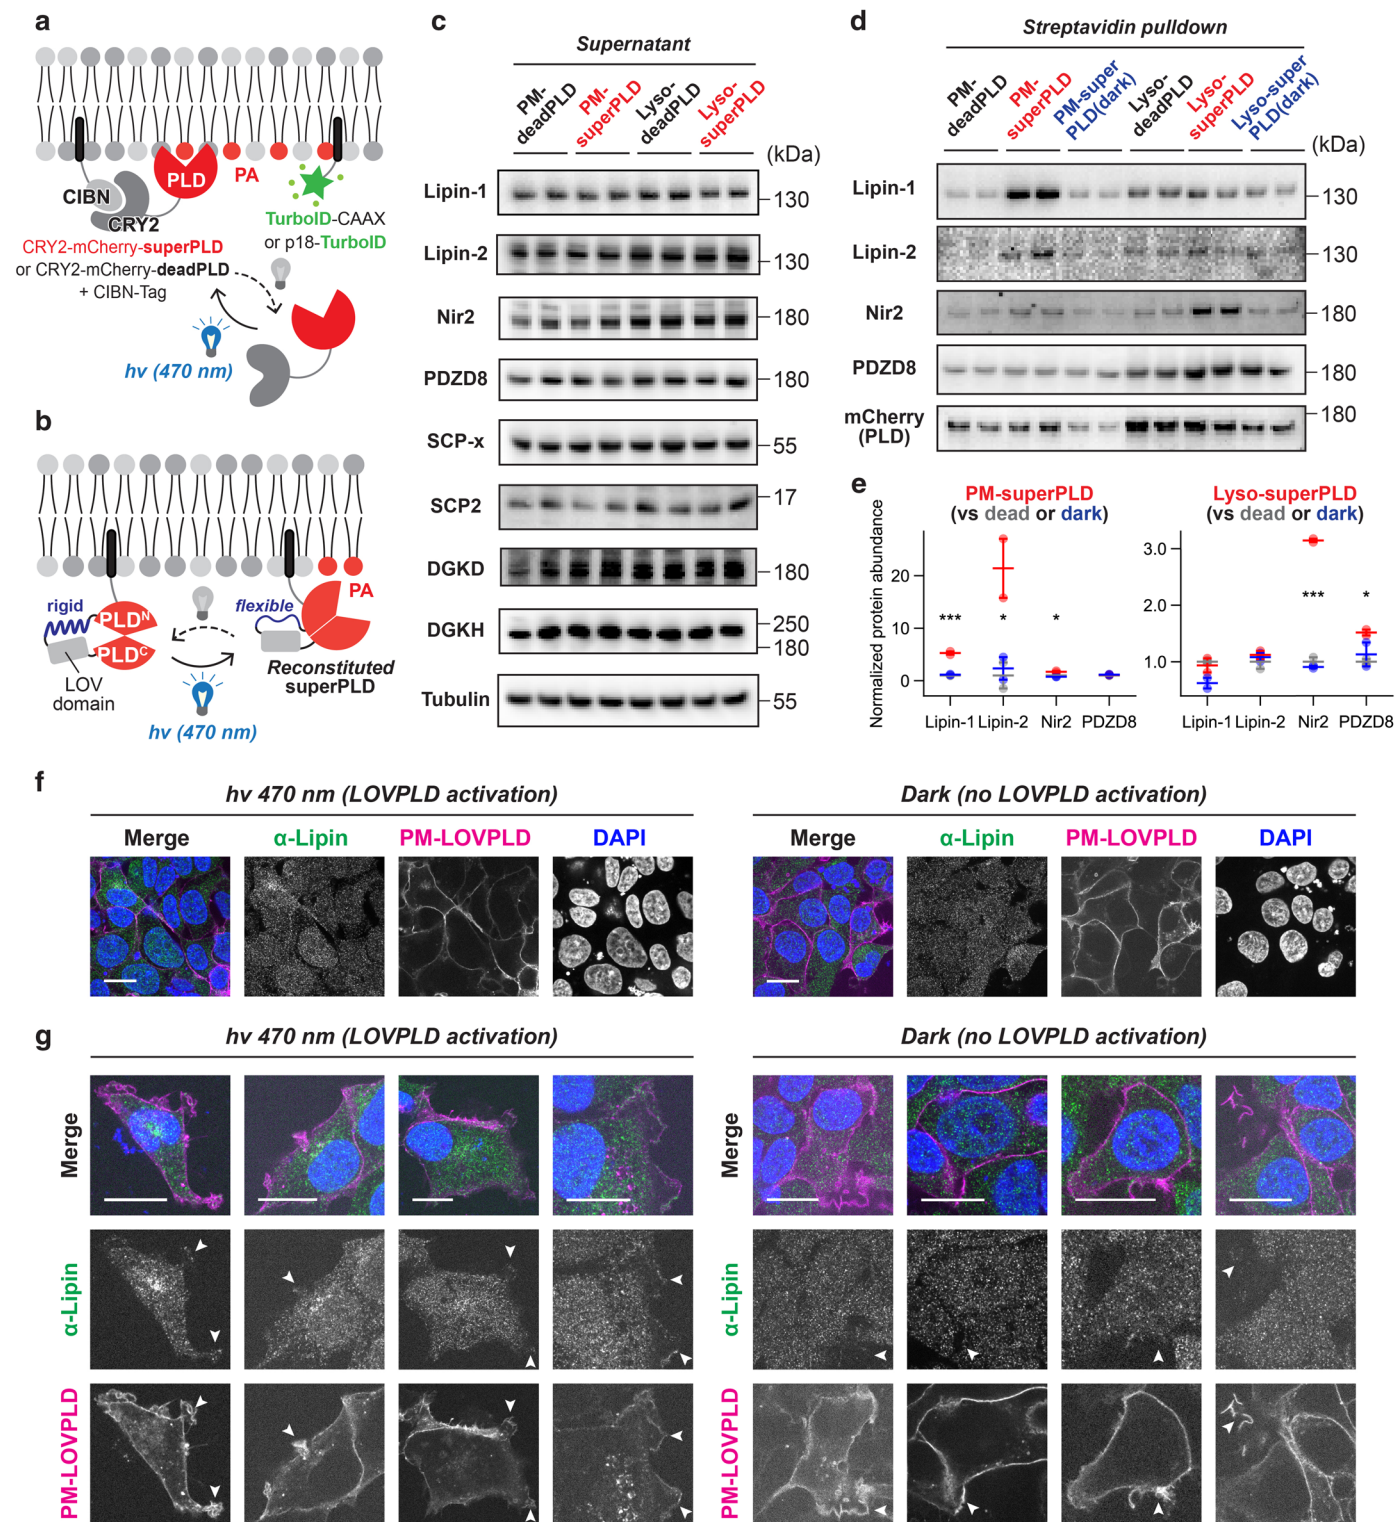 a
CIBN
CRY2
PLD
PA
TurboID-CAAX
or p18-TurboID
CRY2-mCherry-superPLD
or CRY2-mCherry-deadPLD
+ CIBN-Tag
hv (470 nm)
b
rigid
PLDN
PLDC
LOV
domain
flexible
PA
Reconstituted
superPLD
hv (470 nm)
c
Supernatant
PM-
deadPLD
PM-
superPLD
Lyso-
deadPLD
Lyso-
superPLD
(kDa)
Lipin-1
130
Lipin-2
130
Nir2
180
PDZD8
180
SCP-x
55
SCP2
17
DGKD
180
DGKH
250
180
Tubulin
55
d
Streptavidin pulldown
PM-
deadPLD
PM-
superPLD
PM-super
PLD(dark)
Lyso-
deadPLD
Lyso-
superPLD
Lyso-super
PLD(dark)
(kDa)
Lipin-1
130
Lipin-2
130
Nir2
180
PDZD8
180
mCherry
(PLD)
180
e
Normalized protein abundance
PM-superPLD
(vs dead or dark)
20
10
0
***
*
*
Lipin-1 Lipin-2 Nir2 PDZD8
Lyso-superPLD
(vs dead or dark)
3.0
2.0
1.0
***
*
Lipin-1 Lipin-2 Nir2 PDZD8
f
hv 470 nm (LOVPLD activation)
Merge
α-Lipin
PM-LOVPLD
DAPI
Dark (no LOVPLD activation)
Merge
α-Lipin
PM-LOVPLD
DAPI
g
hv 470 nm (LOVPLD activation)
Merge
α-Lipin
PM-LOVPLD
Dark (no LOVPLD activation)
Merge
α-Lipin
PM-LOVPLD